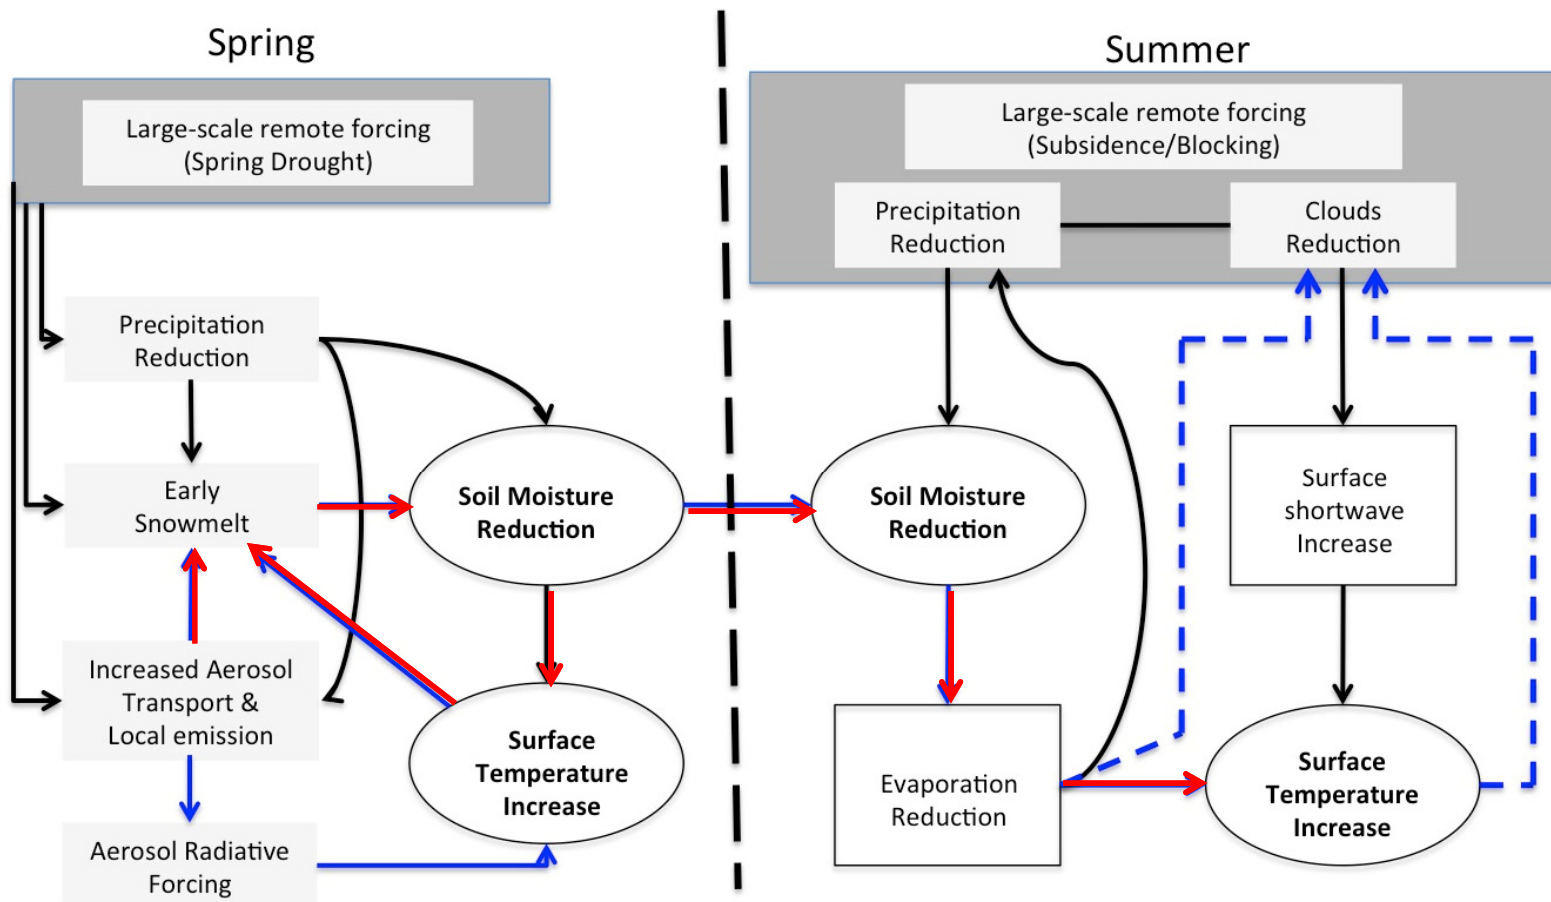 Spring
Large-scale remote forcing
(Spring Drought)
Precipitation
Reduction
Early
Snowmelt
Soil Moisture
Reduction
Increased Aerosol
Transport &
Local emission
Surface
Temperature
Increase
Aerosol Radiative
Forcing
Summer
Large-scale remote forcing
(Subsidence/Blocking)
Precipitation
Reduction
Clouds
Reduction
Soil Moisture
Reduction
Surface
shortwave
Increase
Evaporation
Reduction
Surface
Temperature
Increase